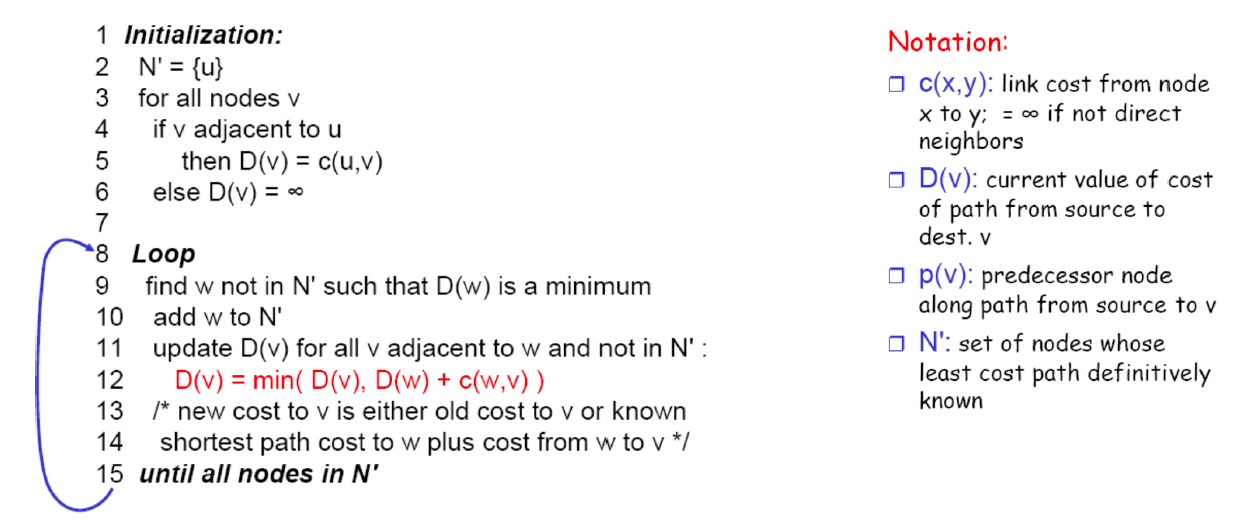 1 Initialization:
2 N' = {u}
3 for all nodes v
4 if v adjacent to u
5 then D(v) = c(u,v)
6 else D(v) = ∞
7
8 Loop
9 find w not in N' such that D(w) is a minimum
10 add w to N'
11 update D(v) for all v adjacent to w and not in N' :
12 D(v) = min( D(v), D(w) + c(w,v) )
13 /* new cost to v is either old cost to v or known
14 shortest path cost to w plus cost from w to v */
15 until all nodes in N'
Notation:
c(x,y): link cost from node
x to y; = ∞ if not direct
neighbors
D(v): current value of cost
of path from source to
dest. v
p(v): predecessor node
along path from source to v
N': set of nodes whose
least cost path definitively
known